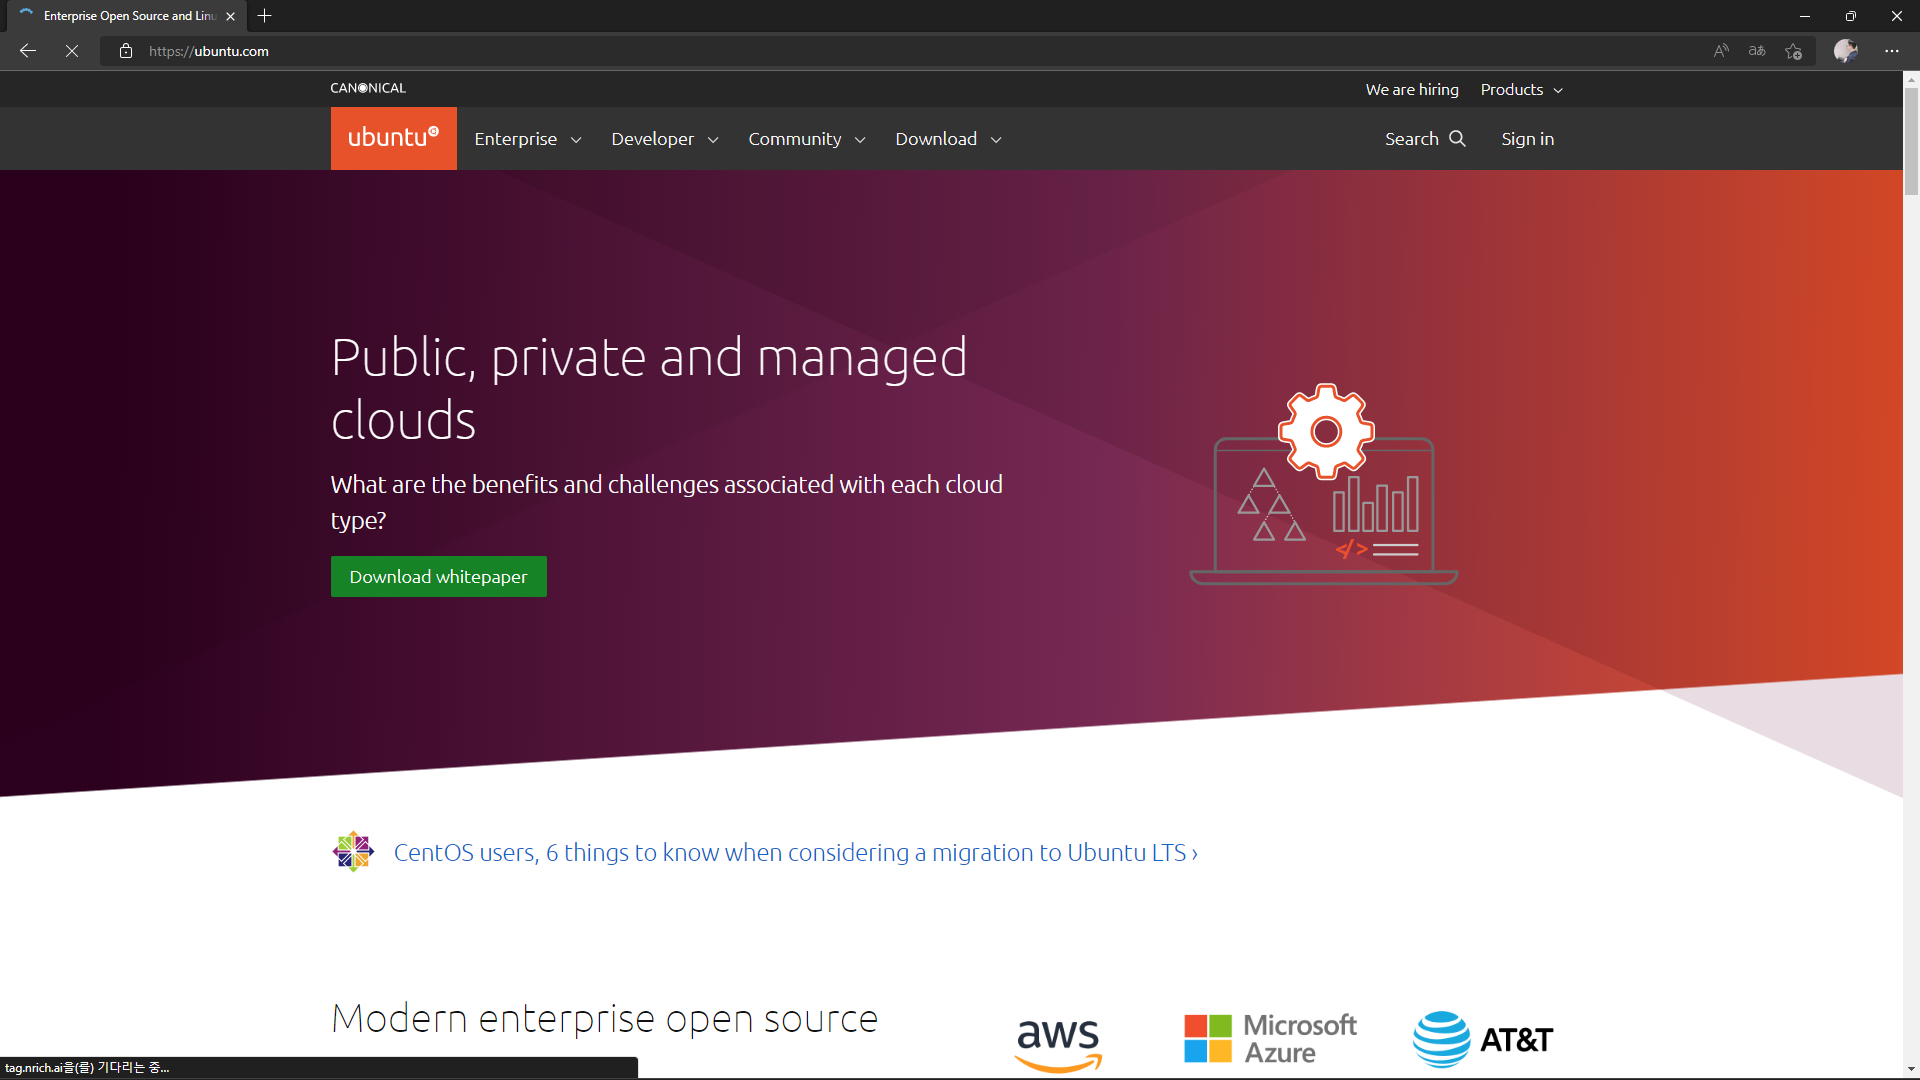 Enterprise Open Source and Linu
https://ubuntu.com
CANONICAL
We are hiring
Products
ubuntu
Enterprise
Developer
Community
Download
Search
Sign in
Public, private and managed
clouds
What are the benefits and challenges associated with each cloud
type?
Download whitepaper
</>
CentOS users, 6 things to know when considering a migration to Ubuntu LTS ›
Modern enterprise open source
aws
Microsoft
Azure
AT&T
tag.nrich.ai을(를) 기다리는 중...